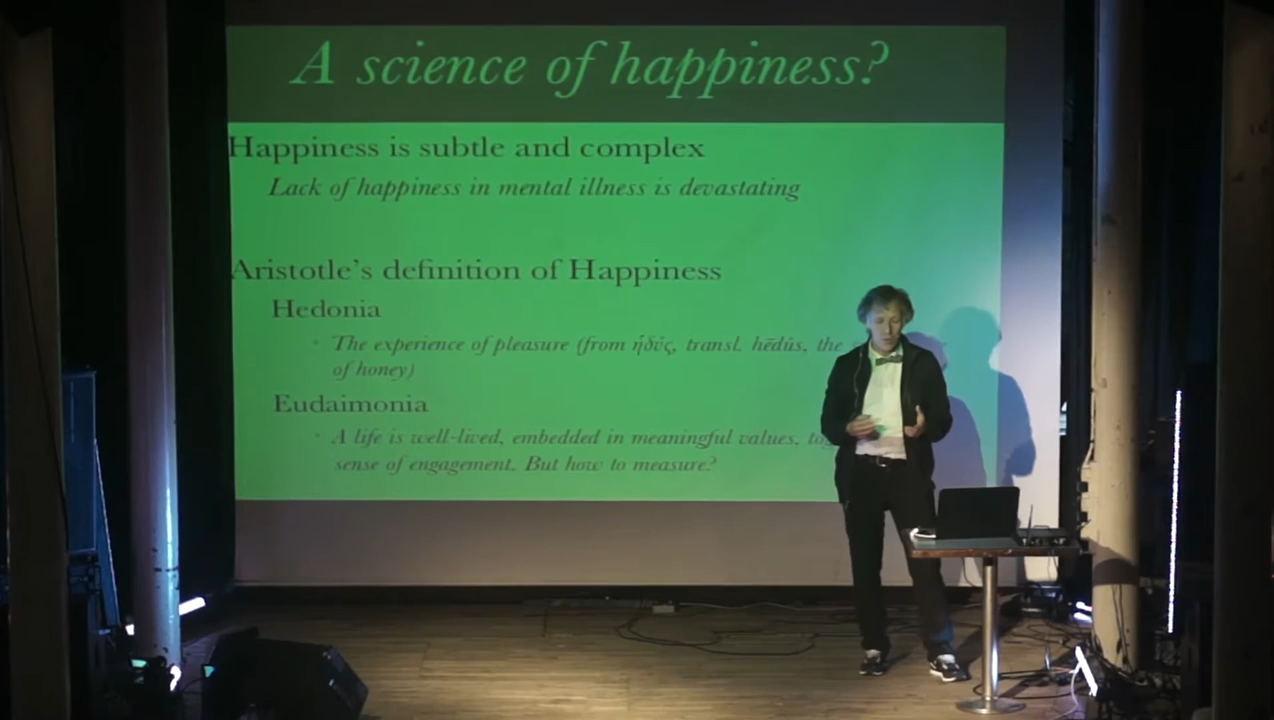 A science of happiness?
Happiness is subtle and complex
Lack of happiness in mental illness is devastating
Aristotle's definition of Happiness
Hedonia
The experience of pleasure (from ἡδύς, transl. hēdús, the
of honey)
Eudaimonia
A life is well-lived, embedded in meaningful values,
sense of engagement. But how to measure?